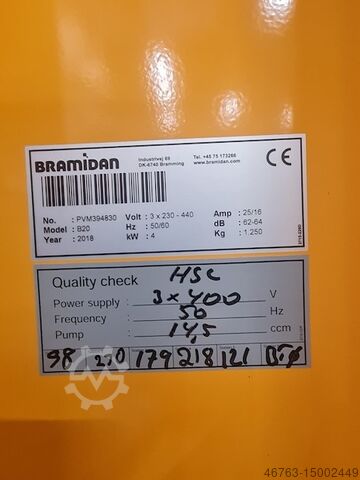 BRAMIDAN
Industrivej 69
DK-6740 Bramming
Tel. +45 75 173266
www.bramidan.com
CE
No. : PVM394830 Volt : 3 x 230 - 440 Amp : 25/16
Model : B20 Hz : 50/60 dB : 62-64
Year : 2018 kW : 4 Kg : 1.250
Quality check HSC
Power supply : 3x400 V
Frequency : 50 Hz
Pump : 14,5 ccm
98 270 179 218 121
46763-15002449